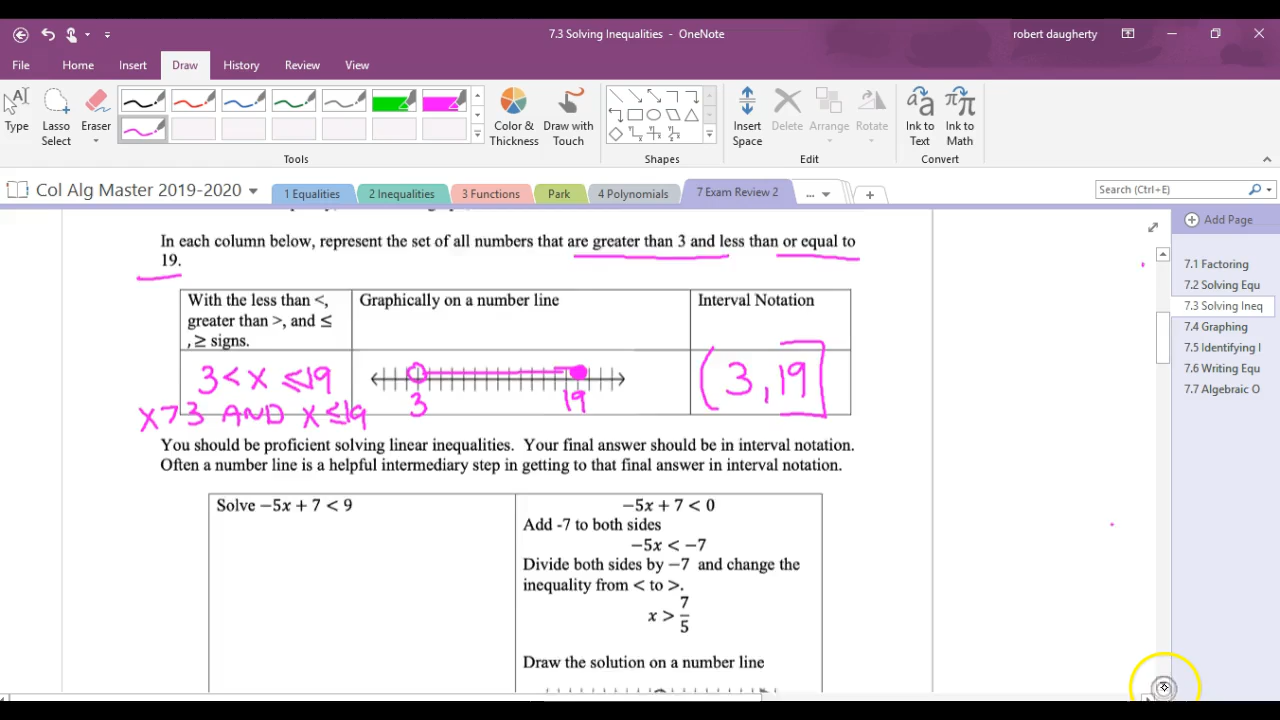 7.3 Solving Inequalities - OneNote
robert daugherty
File Home Insert Draw History Review View
Type
Lasso Select
Eraser
Color & Thickness
Draw with Touch
Insert Space
Delete
Arrange
Rotate
Ink to Text
Ink to Math
Tools
Shapes
Edit
Convert
Col Alg Master 2019-2020
1 Equalities
2 Inequalities
3 Functions
Park
4 Polynomials
7 Exam Review 2
...
Search (Ctrl+E)
Add Page
7.1 Factoring
7.2 Solving Equ
7.3 Solving Ineq
7.4 Graphing
7.5 Identifying I
7.6 Writing Equ
7.7 Algebraic O
In each column below, represent the set of all numbers that are greater than 3 and less than or equal to
19.
With the less than <,
greater than >, and ≤
, ≥ signs.
Graphically on a number line
Interval Notation
3 < x ≤ 19
x > 3 AND x ≤ 19
3 19
(3, 19]
You should be proficient solving linear inequalities. Your final answer should be in interval notation.
Often a number line is a helpful intermediary step in getting to that final answer in interval notation.
Solve −5x + 7 < 9
−5x + 7 < 0
Add -7 to both sides
−5x < −7
Divide both sides by −7 and change the
inequality from < to >.
x > 7/5
Draw the solution on a number line